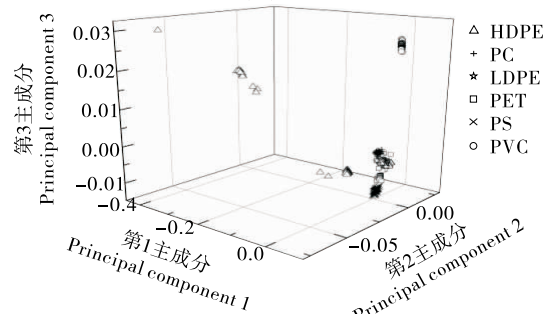 0.03
0.02
0.01
0.00
-0.01
第3主成分
Principal component 3
-0.4
-0.2
0.0
第1主成分
Principal component 1
-0.05
0.00
第2主成分
Principal component 2
HDPE
PC
LDPE
PET
PS
PVC